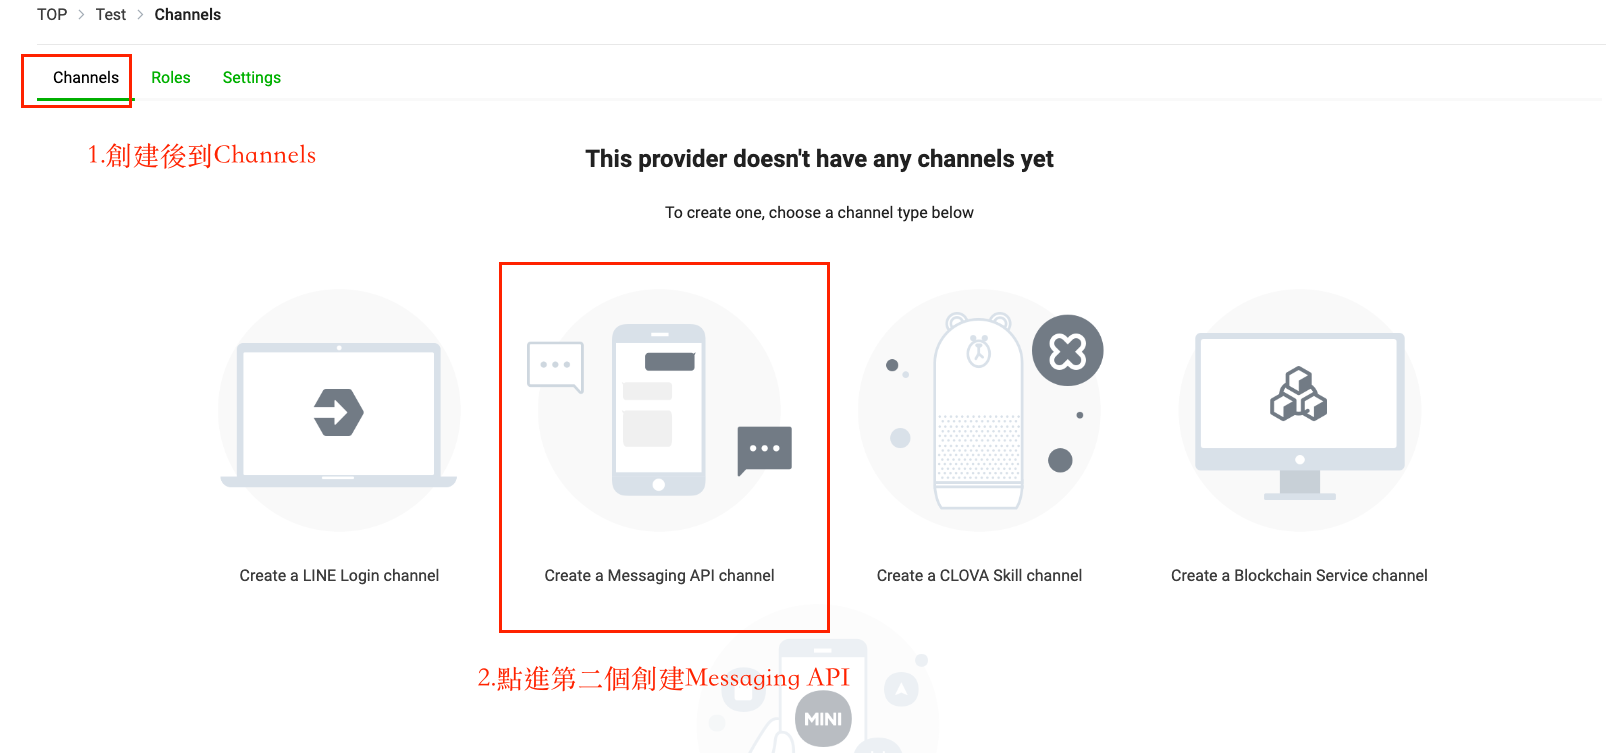 TOP > Test > Channels
Channels Roles Settings
1.創建後到Channels
This provider doesn't have any channels yet
To create one, choose a channel type below
Create a LINE Login channel
Create a Messaging API channel
Create a CLOVA Skill channel
Create a Blockchain Service channel
2.點進第二個創建Messaging API
MINI